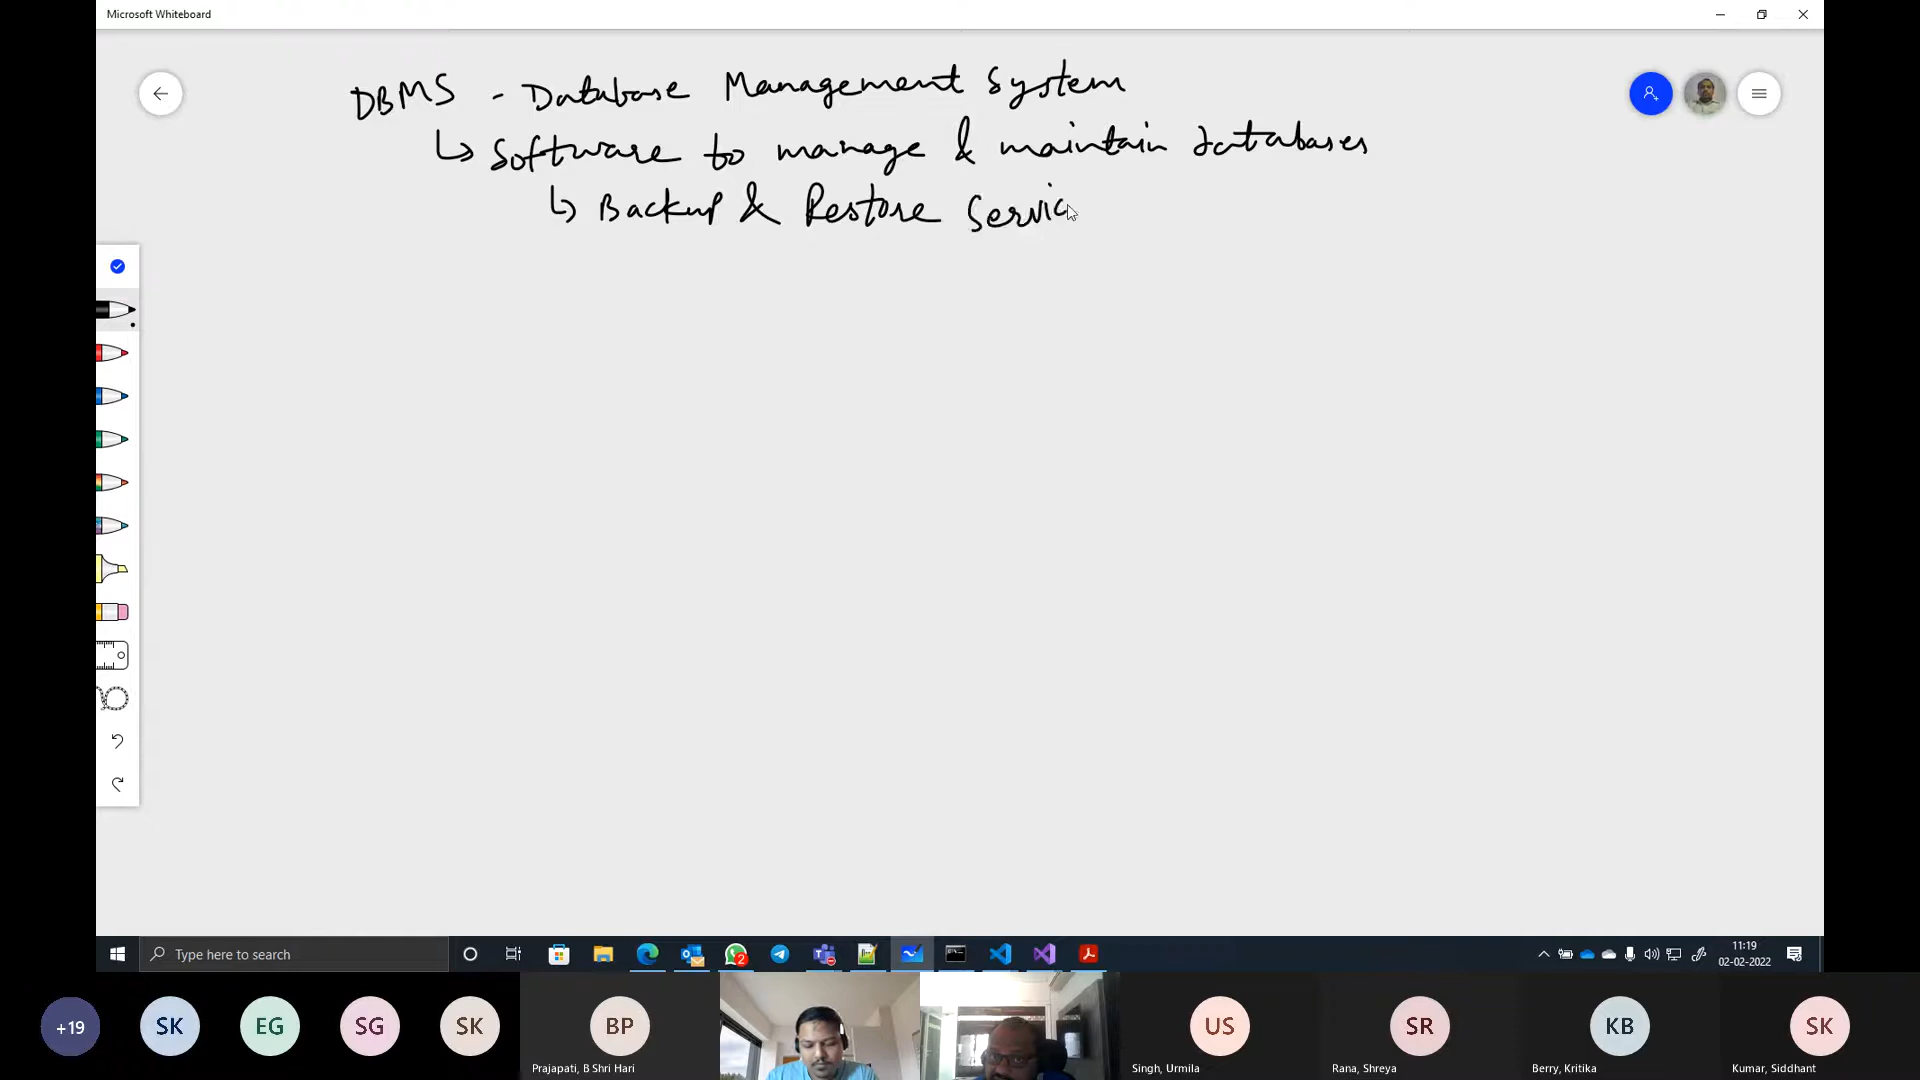 Microsoft Whiteboard
DBMS - Database Management System
↳ Software to manage & maintain databases
↳ Backup & Restore Servic
Type here to search
2
11:19
02-02-2022
+19
SK
EG
SG
SK
BP
US
SR
KB
SK
Prajapati, B Shri Hari
Singh, Urmila
Rana, Shreya
Berry, Kritika
Kumar, Siddhant